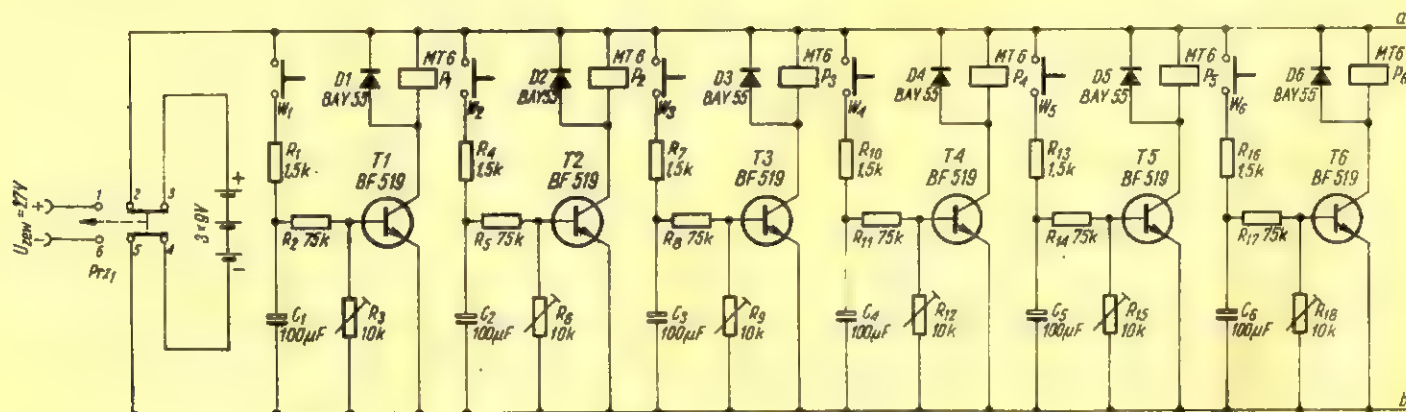 a
MT6
P1
D1
BAY 55
W1
R1
1,5k
T1
BF 519
R2 75k
C1
100µF
R3
10k
MT6
P2
D2
BAY 55
W2
R4
1,5k
T2
BF 519
R5 75k
C2
100µF
R6
10k
MT6
P3
D3
BAY 55
W3
R7
1,5k
T3
BF 519
R8 75k
C3
100µF
R9
10k
MT6
P4
D4
BAY 55
W4
R10
1,5k
T4
BF 519
R11 75k
C4
100µF
R12
10k
MT6
P5
D5
BAY 55
W5
R13
1,5k
T5
BF 519
R14 75k
C5
100µF
R15
10k
MT6
P6
D6
BAY 55
W6
R16
1,5k
T6
BF 519
R17 75k
C6
100µF
R18
10k
Uzew = 27V
+
−
1
2
3
6
5
4
Prz1
+
3×9V
−
b